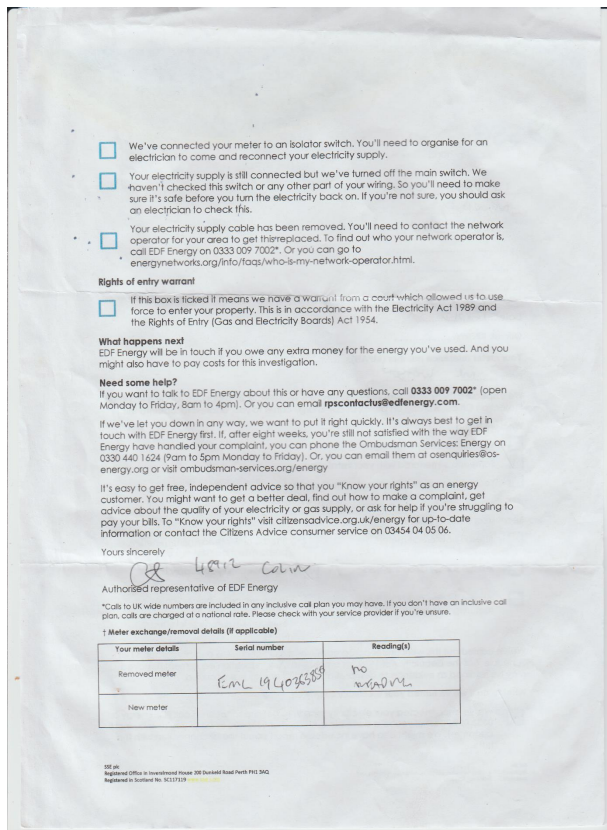 We've connected your meter to an isolator switch. You'll need to organise for an
electrician to come and reconnect your electricity supply.
Your electricity supply is still connected but we've turned off the main switch. We
haven't checked this switch or any other part of your wiring. So you'll need to make
sure it's safe before you turn the electricity back on. If you're not sure, you should ask
an electrician to check this.
Your electricity supply cable has been removed. You'll need to contact the network
operator for your area to get this replaced. To find out who your network operator is,
call EDF Energy on 0333 009 7002*. Or you can go to
energynetworks.org/info/faqs/who-is-my-network-operator.html.
Rights of entry warrant
If this box is ticked it means we have a warrant from a court which allowed us to use
force to enter your property. This is in accordance with the Electricity Act 1989 and
the Rights of Entry (Gas and Electricity Boards) Act 1954.
What happens next
EDF Energy will be in touch if you owe any extra money for the energy you've used. And you
might also have to pay costs for this investigation.
Need some help?
If you want to talk to EDF Energy about this or have any questions, call 0333 009 7002* (open
Monday to Friday, 8am to 4pm). Or you can email rpscontactus@edfenergy.com.
If we've let you down in any way, we want to put it right quickly. It's always best to get in
touch with EDF Energy first. If, after eight weeks, you're still not satisfied with the way EDF
Energy have handled your complaint, you can phone the Ombudsman Services: Energy on
0330 440 1624 (9am to 5pm Monday to Friday). Or, you can email them at osenquiries@os-
energy.org or visit ombudsman-services.org/energy
It's easy to get free, independent advice so that you "Know your rights" as an energy
customer. You might want to get a better deal, find out how to make a complaint, get
advice about the quality of your electricity or gas supply, or ask for help if you're struggling to
pay your bills. To "Know your rights" visit citizensadvice.org.uk/energy for up-to-date
information or contact the Citizens Advice consumer service on 03454 04 05 06.
Yours sincerely
48912 COLIN
Authorised representative of EDF Energy
*Calls to UK wide numbers are included in any inclusive call plan you may have. If you don't have an inclusive call
plan, calls are charged at a national rate. Please check with your service provider if you're unsure.
† Meter exchange/removal details (if applicable)
Your meter details Serial number Reading(s)
Removed meter EML 1940363850 no
New meter
SSE plc
Registered Office in Inveralmond House 200 Dunkeld Road Perth PH1 3AQ
Registered in Scotland No. SC117119